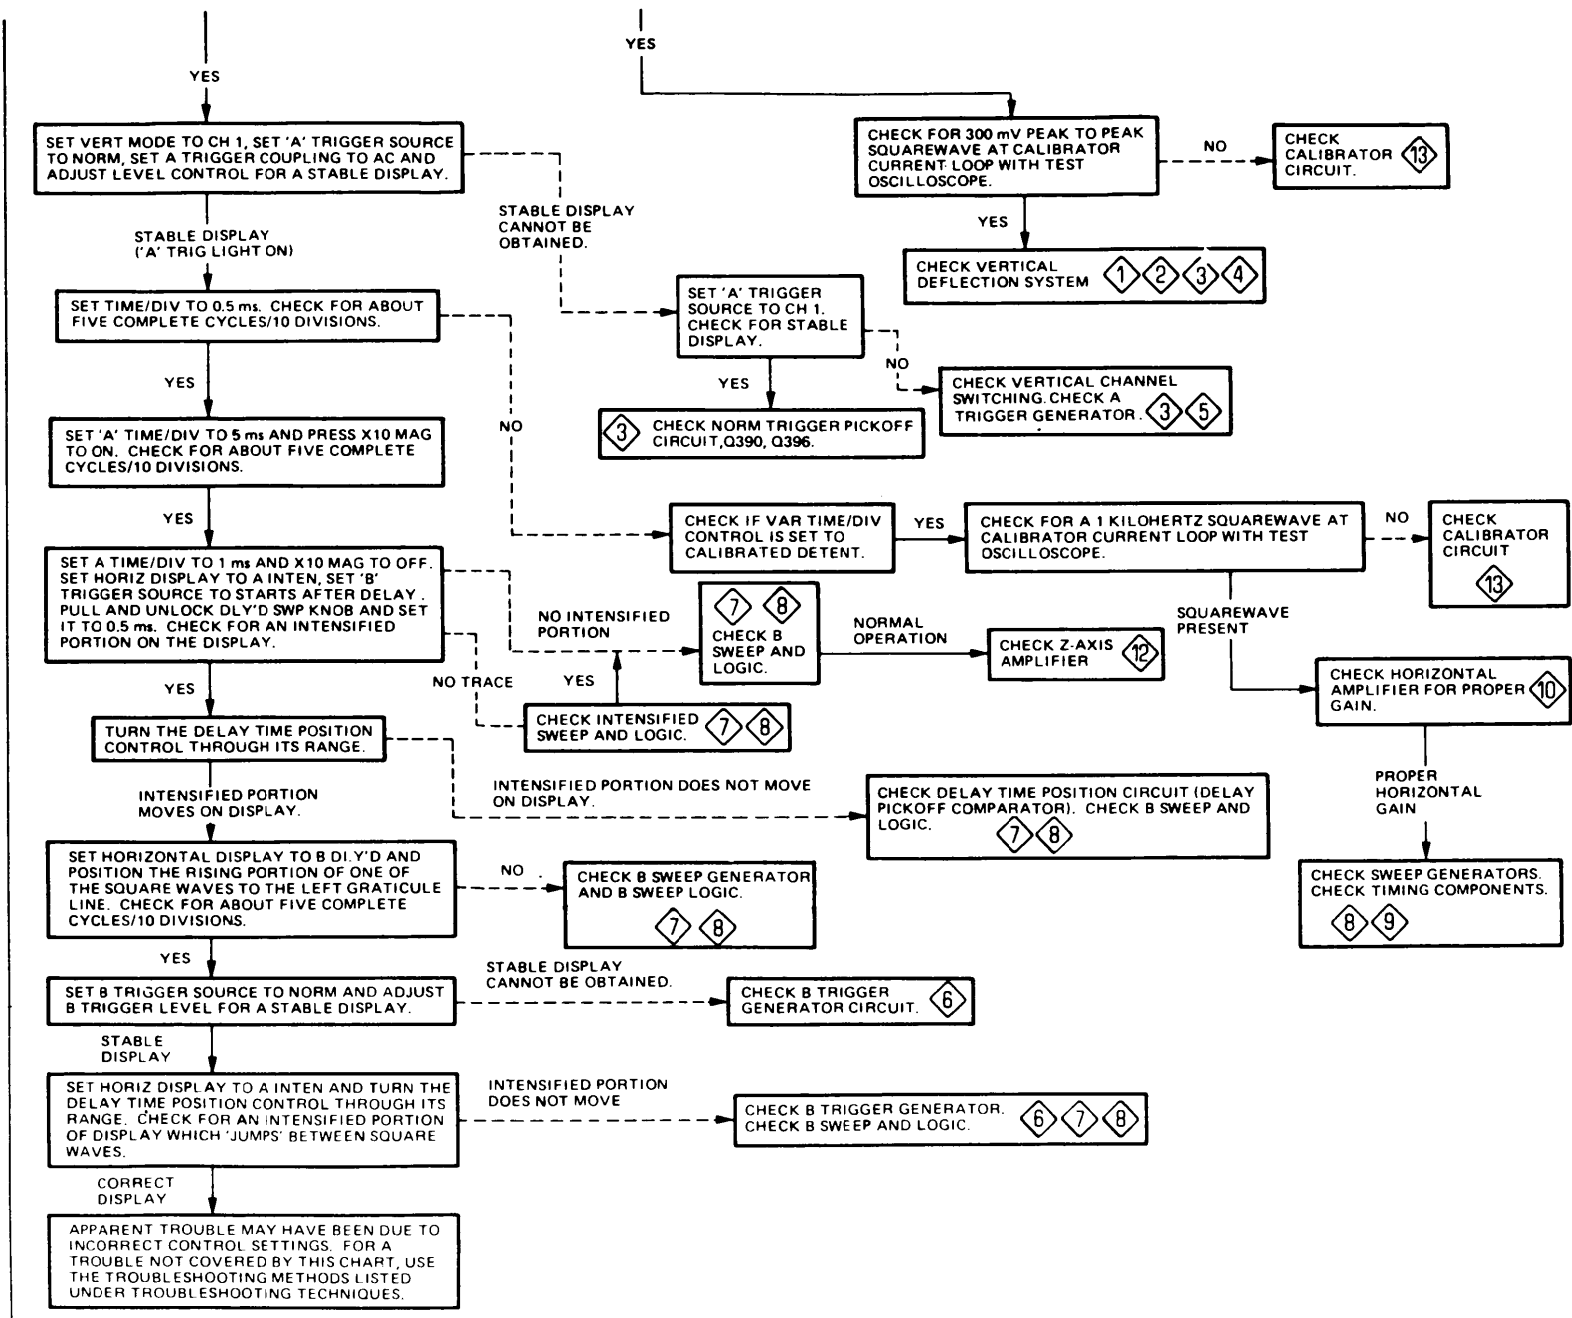 YES
YES
SET VERT MODE TO CH 1, SET 'A' TRIGGER SOURCE
TO NORM, SET A TRIGGER COUPLING TO AC AND
ADJUST LEVEL CONTROL FOR A STABLE DISPLAY.
CHECK FOR 300 mV PEAK TO PEAK
SQUAREWAVE AT CALIBRATOR
CURRENT LOOP WITH TEST
OSCILLOSCOPE.
NO
CHECK
CALIBRATOR
CIRCUIT.
13
STABLE DISPLAY
CANNOT BE
OBTAINED.
YES
STABLE DISPLAY
('A' TRIG LIGHT ON)
CHECK VERTICAL
DEFLECTION SYSTEM
1 2 3 4
SET TIME/DIV TO 0.5 ms. CHECK FOR ABOUT
FIVE COMPLETE CYCLES/10 DIVISIONS.
SET 'A' TRIGGER
SOURCE TO CH 1.
CHECK FOR STABLE
DISPLAY.
NO
YES
YES
NO
CHECK VERTICAL CHANNEL
SWITCHING. CHECK A
TRIGGER GENERATOR.
3 5
3
CHECK NORM TRIGGER PICKOFF
CIRCUIT, Q390, Q396.
SET 'A' TIME/DIV TO 5 ms AND PRESS X10 MAG
TO ON. CHECK FOR ABOUT FIVE COMPLETE
CYCLES/10 DIVISIONS.
YES
CHECK IF VAR TIME/DIV
CONTROL IS SET TO
CALIBRATED DETENT.
YES
CHECK FOR A 1 KILOHERTZ SQUAREWAVE AT
CALIBRATOR CURRENT LOOP WITH TEST
OSCILLOSCOPE.
NO
CHECK
CALIBRATOR
CIRCUIT
13
SET A TIME/DIV TO 1 ms AND X10 MAG TO OFF.
SET HORIZ DISPLAY TO A INTEN, SET 'B'
TRIGGER SOURCE TO STARTS AFTER DELAY.
PULL AND UNLOCK DLY'D SWP KNOB AND SET
IT TO 0.5 ms. CHECK FOR AN INTENSIFIED
PORTION ON THE DISPLAY.
NO INTENSIFIED
PORTION
7 8
CHECK B
SWEEP AND
LOGIC.
NORMAL
OPERATION
CHECK Z-AXIS
AMPLIFIER
12
SQUAREWAVE
PRESENT
YES
NO TRACE
YES
CHECK INTENSIFIED
SWEEP AND LOGIC.
7 8
CHECK HORIZONTAL
AMPLIFIER FOR PROPER
GAIN.
10
TURN THE DELAY TIME POSITION
CONTROL THROUGH ITS RANGE.
INTENSIFIED PORTION
MOVES ON DISPLAY.
INTENSIFIED PORTION DOES NOT MOVE
ON DISPLAY.
CHECK DELAY TIME POSITION CIRCUIT (DELAY
PICKOFF COMPARATOR). CHECK B SWEEP AND
LOGIC.
7 8
PROPER
HORIZONTAL
GAIN
SET HORIZONTAL DISPLAY TO B DLY'D AND
POSITION THE RISING PORTION OF ONE OF
THE SQUARE WAVES TO THE LEFT GRATICULE
LINE. CHECK FOR ABOUT FIVE COMPLETE
CYCLES/10 DIVISIONS.
NO
CHECK B SWEEP GENERATOR
AND B SWEEP LOGIC.
7 8
CHECK SWEEP GENERATORS.
CHECK TIMING COMPONENTS.
8 9
YES
SET B TRIGGER SOURCE TO NORM AND ADJUST
B TRIGGER LEVEL FOR A STABLE DISPLAY.
STABLE DISPLAY
CANNOT BE OBTAINED.
CHECK B TRIGGER
GENERATOR CIRCUIT.
6
STABLE
DISPLAY
SET HORIZ DISPLAY TO A INTEN AND TURN THE
DELAY TIME POSITION CONTROL THROUGH ITS
RANGE. CHECK FOR AN INTENSIFIED PORTION
OF DISPLAY WHICH 'JUMPS' BETWEEN SQUARE
WAVES.
INTENSIFIED PORTION
DOES NOT MOVE
CHECK B TRIGGER GENERATOR.
CHECK B SWEEP AND LOGIC.
6 7 8
CORRECT
DISPLAY
APPARENT TROUBLE MAY HAVE BEEN DUE TO
INCORRECT CONTROL SETTINGS. FOR A
TROUBLE NOT COVERED BY THIS CHART, USE
THE TROUBLESHOOTING METHODS LISTED
UNDER TROUBLESHOOTING TECHNIQUES.